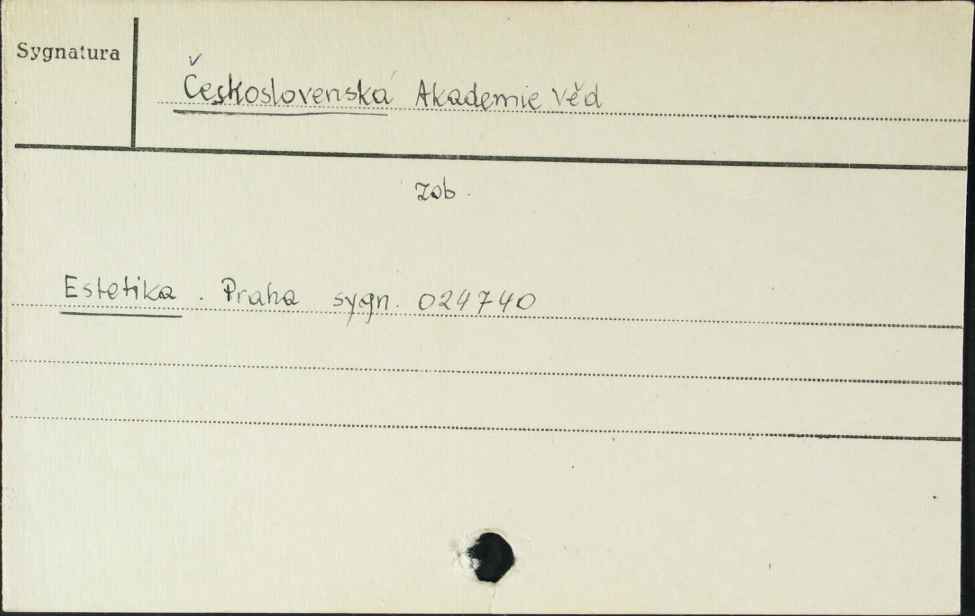 Sygnatura
Československá Akademie Věd
Zob.
Estetika. Praha sygn. 024740